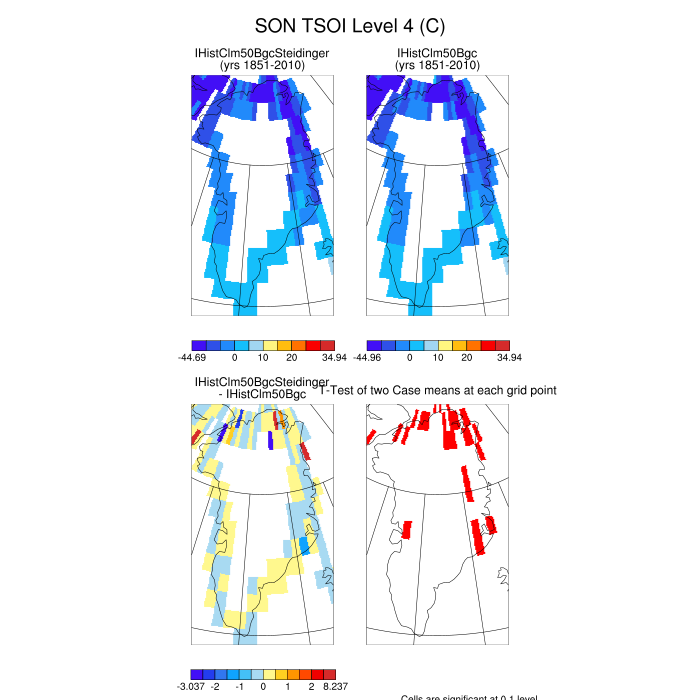 SON TSOI Level 4 (C)
IHistClm50BgcSteidinger
(yrs 1851-2010)
IHistClm50Bgc
(yrs 1851-2010)
-44.69 0 10 20 34.94
-44.96 0 10 20 34.94
IHistClm50BgcSteidinger
- IHistClm50Bgc
T-Test of two Case means at each grid point
-3.037 -2 -1 0 1 2 8.237
Cells are significant at 0.1 level